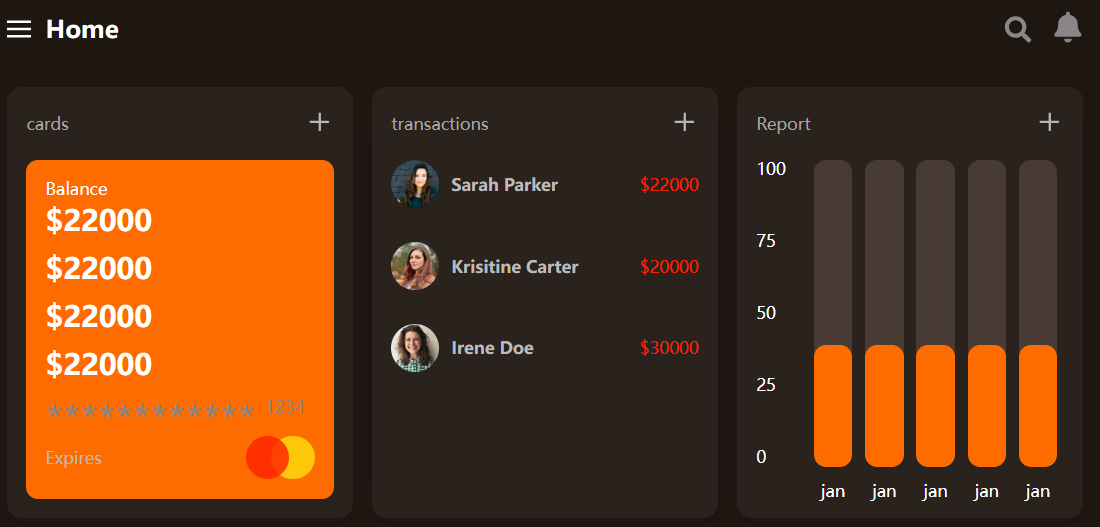 Home
cards
Balance
$22000
$22000
$22000
$22000
************ 1234
Expires
transactions
Sarah Parker $22000
Krisitine Carter $20000
Irene Doe $30000
Report
100
75
50
25
0
jan jan jan jan jan